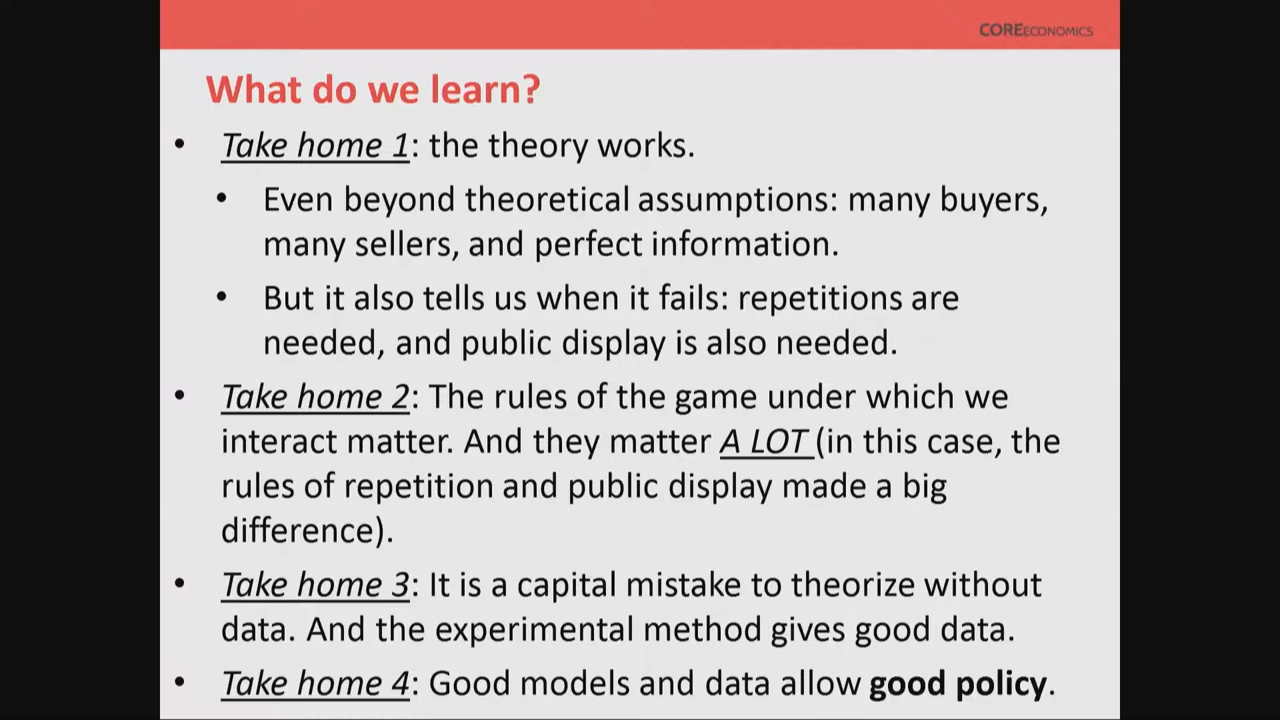 COREECONOMICS
What do we learn?
• Take home 1: the theory works.
• Even beyond theoretical assumptions: many buyers,
many sellers, and perfect information.
• But it also tells us when it fails: repetitions are
needed, and public display is also needed.
• Take home 2: The rules of the game under which we
interact matter. And they matter A LOT (in this case, the
rules of repetition and public display made a big
difference).
• Take home 3: It is a capital mistake to theorize without
data. And the experimental method gives good data.
• Take home 4: Good models and data allow good policy.